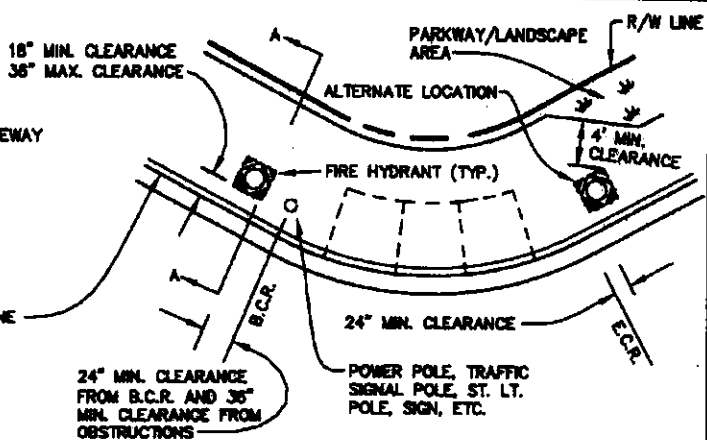 18" MIN. CLEARANCE
36" MAX. CLEARANCE
A
PARKWAY/LANDSCAPE
AREA
R/W LINE
ALTERNATE LOCATION
EWAY
4' MIN.
CLEARANCE
FIRE HYDRANT (TYP.)
A
B.C.R.
24" MIN. CLEARANCE
E.C.R.
NE
24" MIN. CLEARANCE
FROM B.C.R. AND 36"
MIN. CLEARANCE FROM
OBSTRUCTIONS
POWER POLE, TRAFFIC
SIGNAL POLE, ST. LT.
POLE, SIGN, ETC.